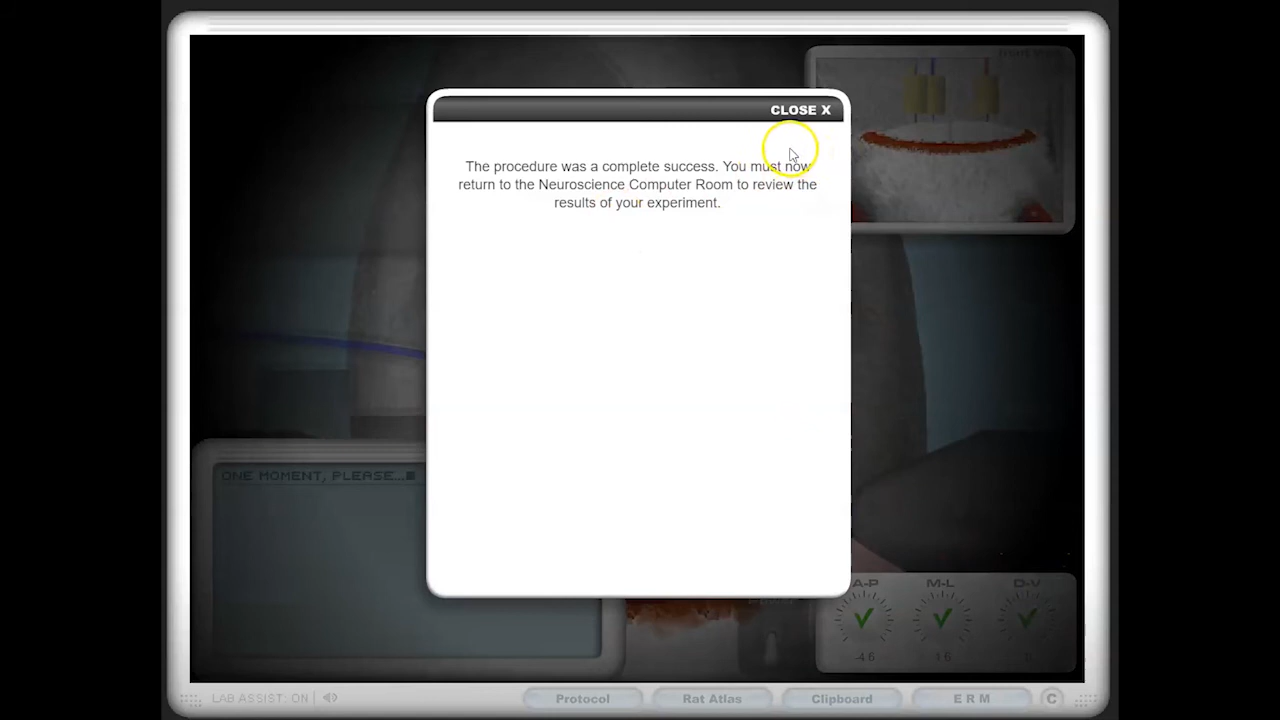 CLOSE X
The procedure was a complete success. You must now
return to the Neuroscience Computer Room to review the
results of your experiment.
ONE MOMENT, PLEASE...
A-P M-L D-V
LAB ASSIST: ON
Protocol
Rat Atlas
Clipboard
E R M
C